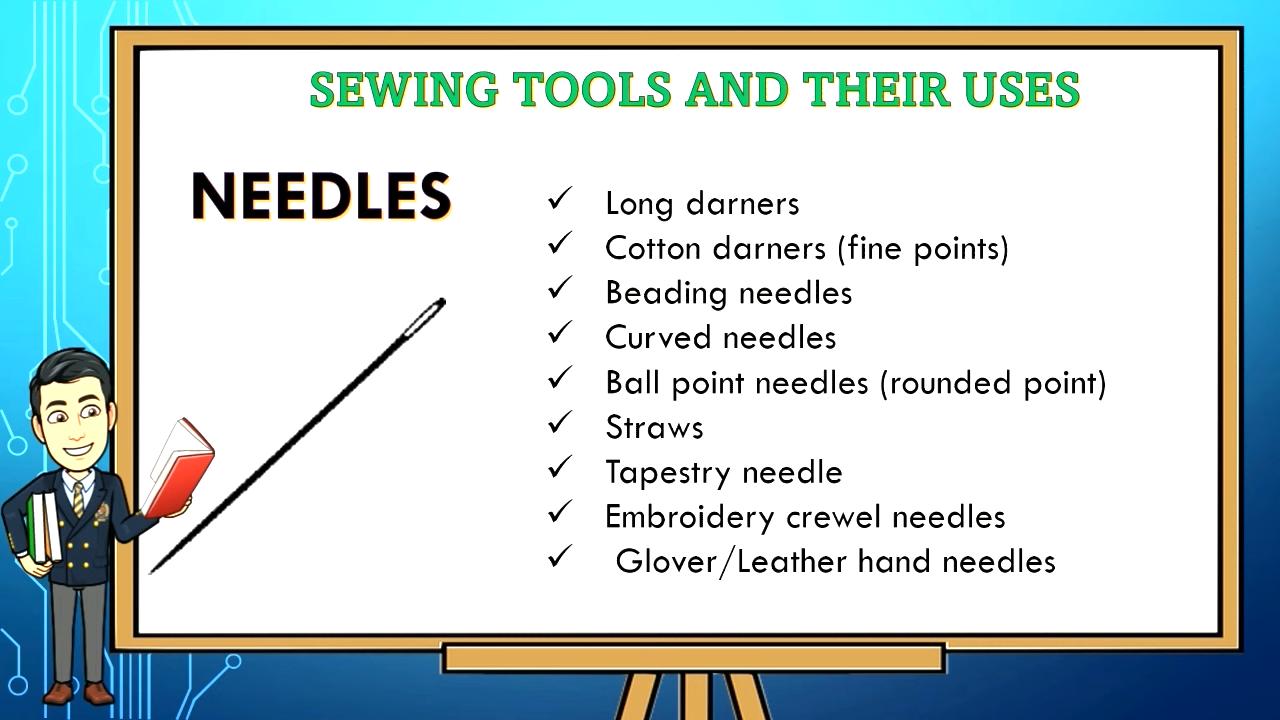 SEWING TOOLS AND THEIR USES
NEEDLES
✓ Long darners
✓ Cotton darners (fine points)
✓ Beading needles
✓ Curved needles
✓ Ball point needles (rounded point)
✓ Straws
✓ Tapestry needle
✓ Embroidery crewel needles
✓ Glover/Leather hand needles